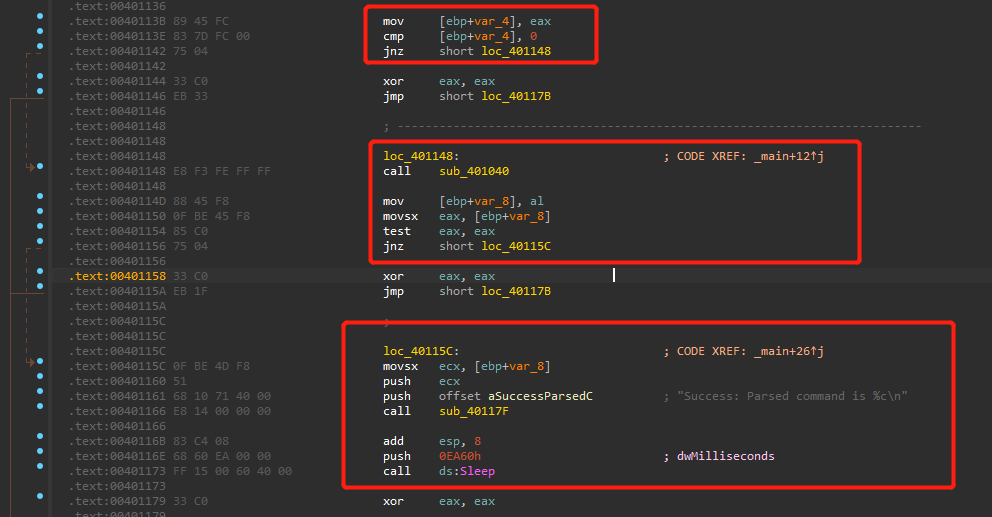 .text:00401136
.text:0040113B 89 45 FC mov [ebp+var_4], eax
.text:0040113E 83 7D FC 00 cmp [ebp+var_4], 0
.text:00401142 75 04 jnz short loc_401148
.text:00401142
.text:00401144 33 C0 xor eax, eax
.text:00401146 EB 33 jmp short loc_40117B
.text:00401146
.text:00401148 ; ---------------------------------------------------------------------------
.text:00401148
.text:00401148 loc_401148: ; CODE XREF: _main+12↑j
.text:00401148 E8 F3 FE FF FF call sub_401040
.text:00401148
.text:0040114D 88 45 F8 mov [ebp+var_8], al
.text:00401150 0F BE 45 F8 movsx eax, [ebp+var_8]
.text:00401154 85 C0 test eax, eax
.text:00401156 75 04 jnz short loc_40115C
.text:00401156
.text:00401158 33 C0 xor eax, eax
.text:0040115A EB 1F jmp short loc_40117B
.text:0040115A
.text:0040115C ;
.text:0040115C
.text:0040115C loc_40115C: ; CODE XREF: _main+26↑j
.text:0040115C 0F BE 4D F8 movsx ecx, [ebp+var_8]
.text:00401160 51 push ecx
.text:00401161 68 10 71 40 00 push offset aSuccessParsedC ; "Success: Parsed command is %c\n"
.text:00401166 E8 14 00 00 00 call sub_40117F
.text:00401166
.text:0040116B 83 C4 08 add esp, 8
.text:0040116E 68 60 EA 00 00 push 0EA60h ; dwMilliseconds
.text:00401173 FF 15 00 60 40 00 call ds:Sleep
.text:00401173
.text:00401179 33 C0 xor eax, eax
.text:00401179